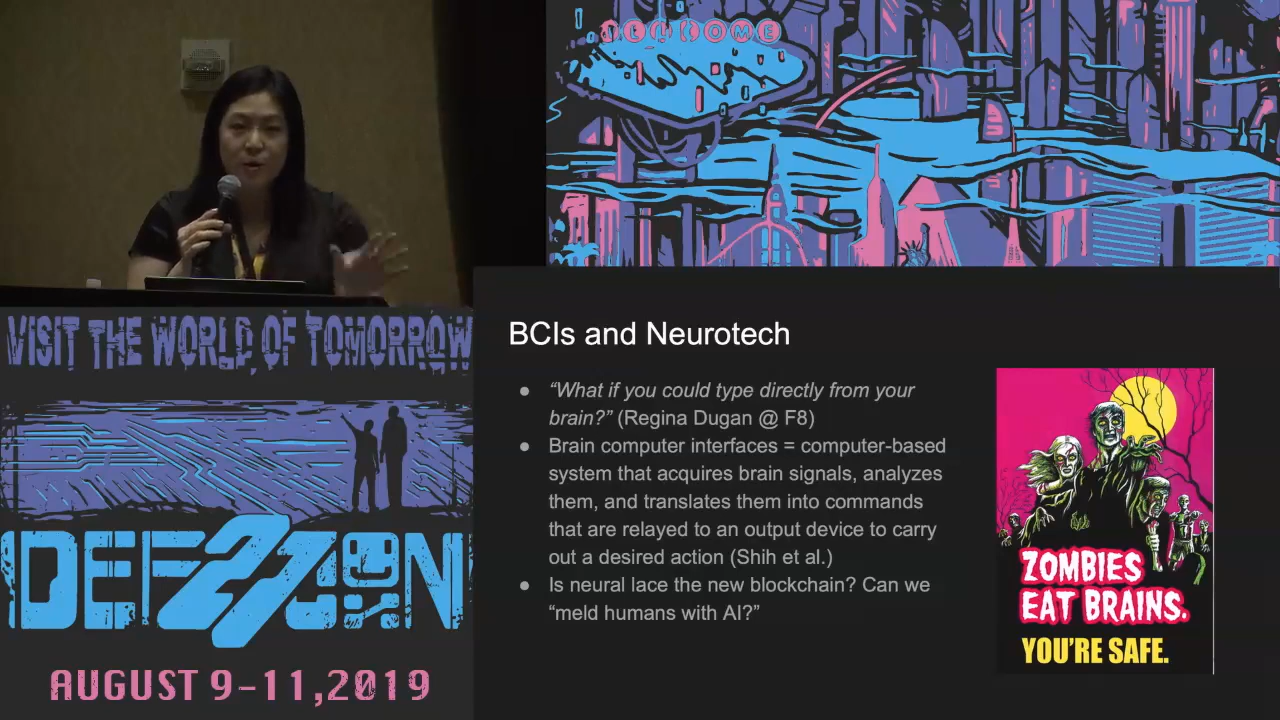 WELCOME
VISIT THE WORLD OF TOMORROW
DEF 27 CON
AUGUST 9-11,2019
BCIs and Neurotech
● “What if you could type directly from your
brain?” (Regina Dugan @ F8)
● Brain computer interfaces = computer-based
system that acquires brain signals, analyzes
them, and translates them into commands
that are relayed to an output device to carry
out a desired action (Shih et al.)
● Is neural lace the new blockchain? Can we
“meld humans with AI?”
ZOMBIES
EAT BRAINS.
YOU'RE SAFE.